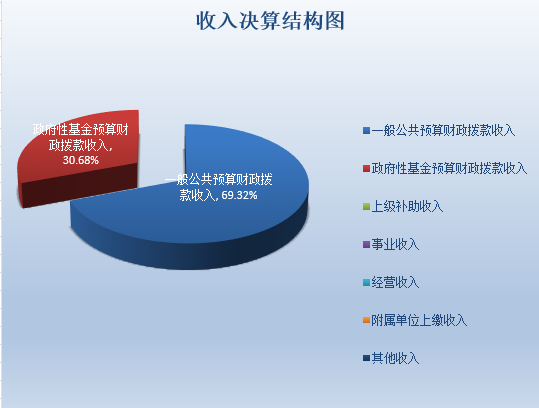 收入决算结构图
政府性基金预算财
政拨款收入,
30.68%
一般公共预算财政拨
款收入, 69.32%
一般公共预算财政拨款收入
政府性基金预算财政拨款收入
上级补助收入
事业收入
经营收入
附属单位上缴收入
其他收入